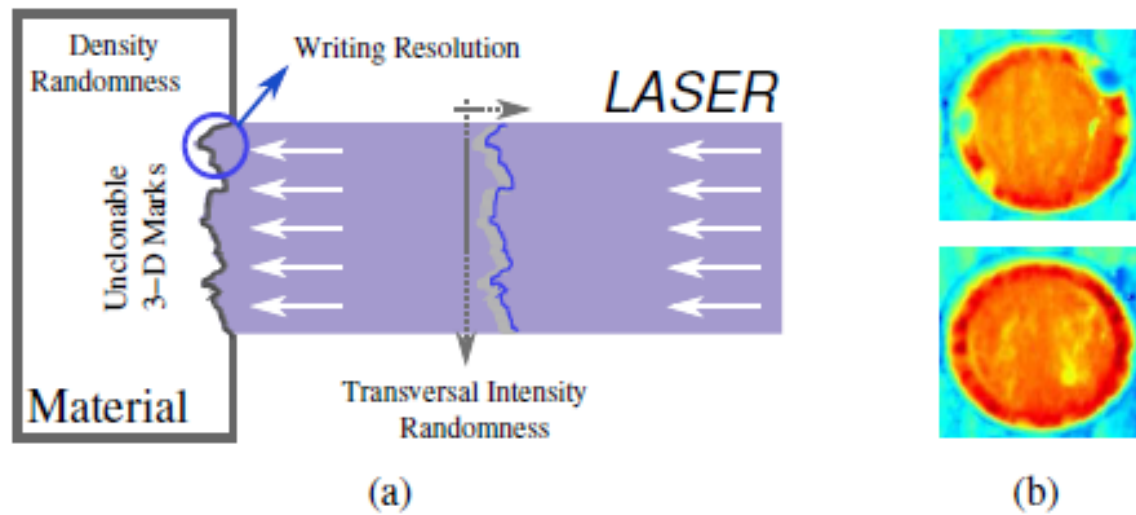 Density
Randomness
Writing Resolution
LASER
Unclonable
3–D Marks
Transversal Intensity
Randomness
Material
(a)
(b)